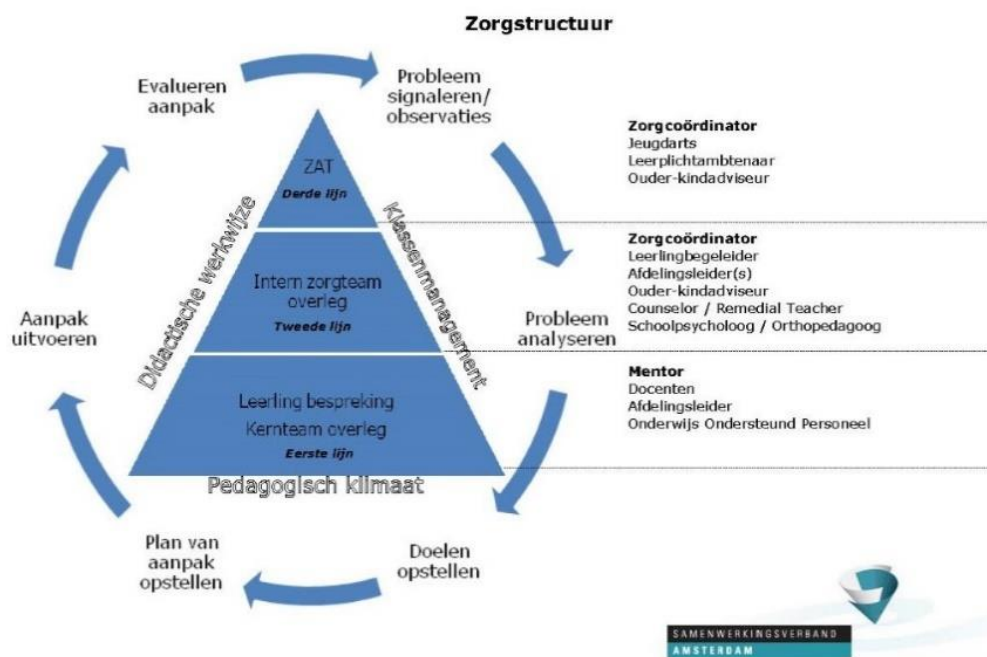 Zorgstructuur
Evalueren
aanpak
Probleem
signaleren/
observaties
ZAT
Derde lijn
Didactische werkwijze
Klassenmanagement
Intern zorgteam
overleg
Tweede lijn
Aanpak
uitvoeren
Probleem
analyseren
Leerling bespreking
Kernteam overleg
Eerste lijn
Pedagogisch klimaat
Plan van
aanpak
opstellen
Doelen
opstellen
Zorgcoördinator
Jeugdarts
Leerplichtambtenaar
Ouder-kindadviseur
Zorgcoördinator
Leerlingbegeleider
Afdelingsleider(s)
Ouder-kindadviseur
Counselor / Remedial Teacher
Schoolpsycholoog / Orthopedagoog
Mentor
Docenten
Afdelingsleider
Onderwijs Ondersteund Personeel
SAMENWERKINGSVERBAND
AMSTERDAM